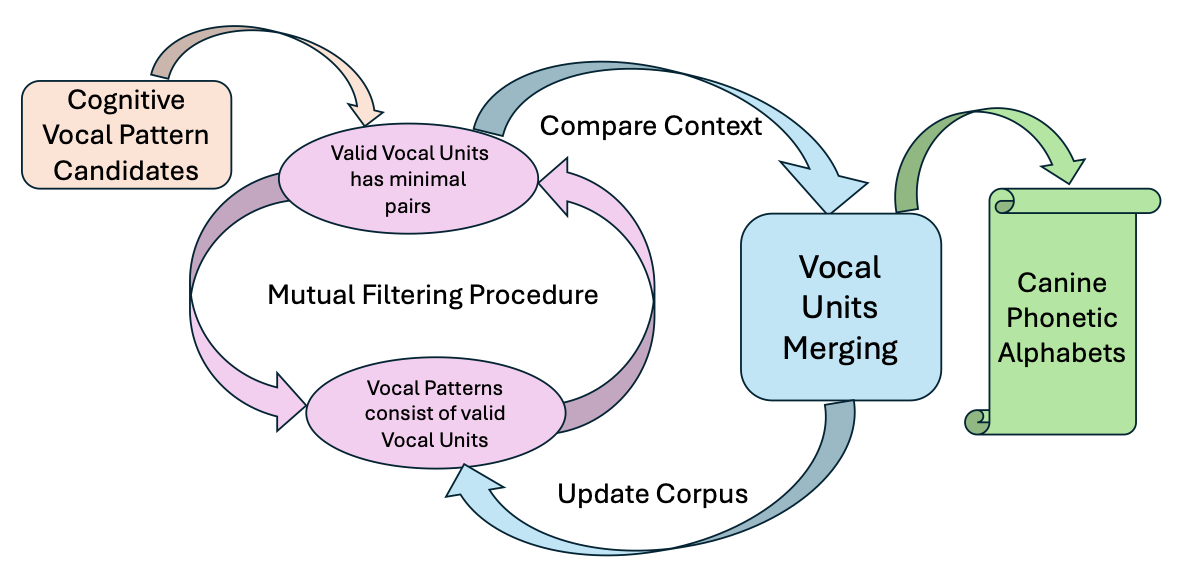 Cognitive
Vocal Pattern
Candidates
Valid Vocal Units
has minimal
pairs
Compare Context
Mutual Filtering Procedure
Vocal
Units
Merging
Canine
Phonetic
Alphabets
Vocal Patterns
consist of valid
Vocal Units
Update Corpus